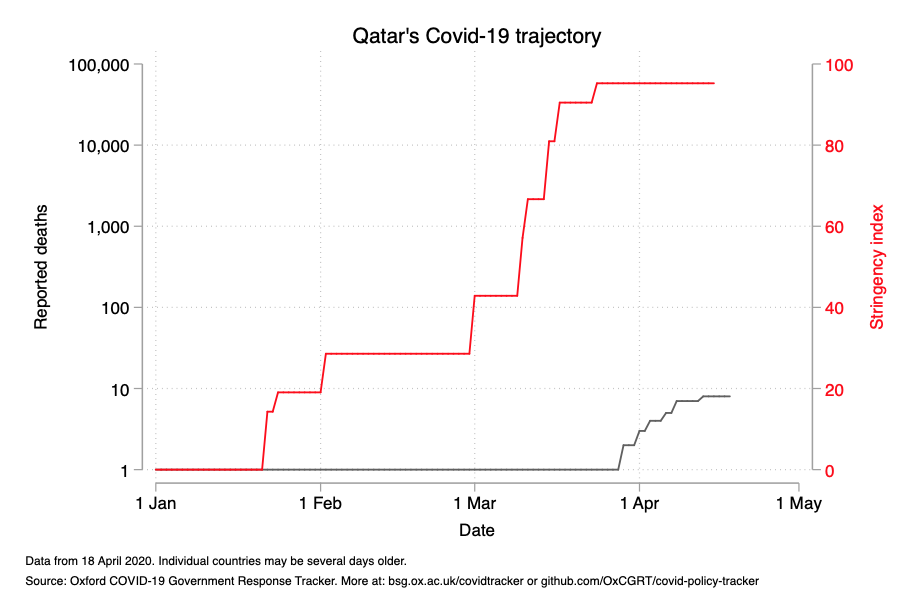 Qatar's Covid-19 trajectory
100,000
10,000
1,000
100
10
1
Reported deaths
100
80
60
40
20
0
Stringency index
1 Jan
1 Feb
1 Mar
1 Apr
1 May
Date
Data from 18 April 2020. Individual countries may be several days older.
Source: Oxford COVID-19 Government Response Tracker. More at: bsg.ox.ac.uk/covidtracker or github.com/OxCGRT/covid-policy-tracker